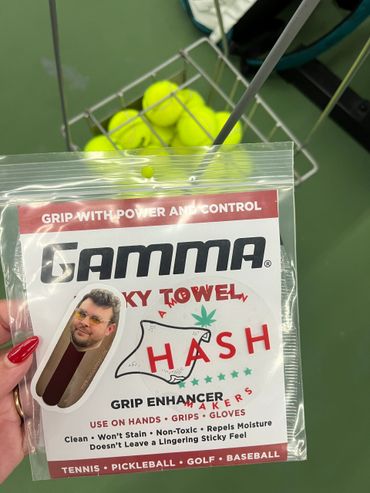 GRIP WITH POWER AND CONTROL
GAMMA®
KY TOWEL
AMERICAN
HASH
MAKERS
GRIP ENHANCER
USE ON HANDS • GRIPS • GLOVES
Clean • Won't Stain • Non-Toxic • Repels Moisture
Doesn't Leave a Lingering Sticky Feel
TENNIS • PICKLEBALL • GOLF • BASEBALL